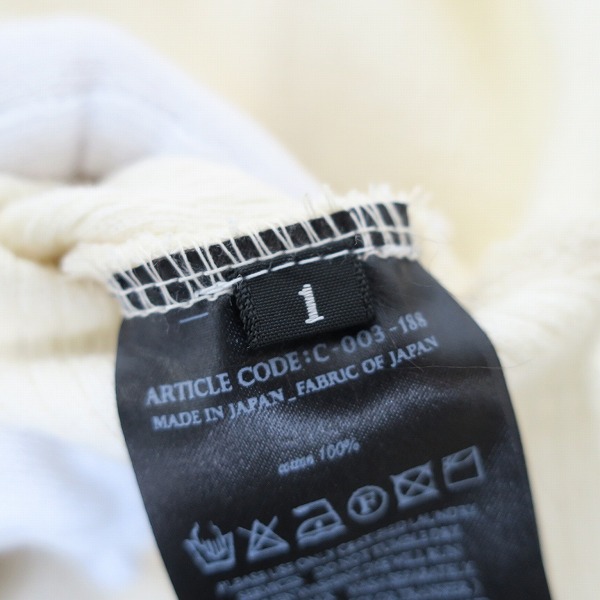 1
ARTICLE CODE:C-003-188
MADE IN JAPAN_FABRIC OF JAPAN
cotton 100%
F